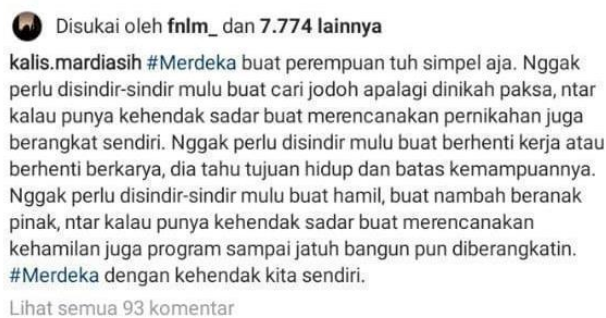 Disukai oleh fnlm_ dan 7.774 lainnya
kalis.mardiasih #Merdeka buat perempuan tuh simpel aja. Nggak
perlu disindir-sindir mulu buat cari jodoh apalagi dinikah paksa, ntar
kalau punya kehendak sadar buat merencanakan pernikahan juga
berangkat sendiri. Nggak perlu disindir mulu buat berhenti kerja atau
berhenti berkarya, dia tahu tujuan hidup dan batas kemampuannya.
Nggak perlu disindir-sindir mulu buat hamil, buat nambah beranak
pinak, ntar kalau punya kehendak sadar buat merencanakan
kehamilan juga program sampai jatuh bangun pun diberangkatin.
#Merdeka dengan kehendak kita sendiri.
Lihat semua 93 komentar